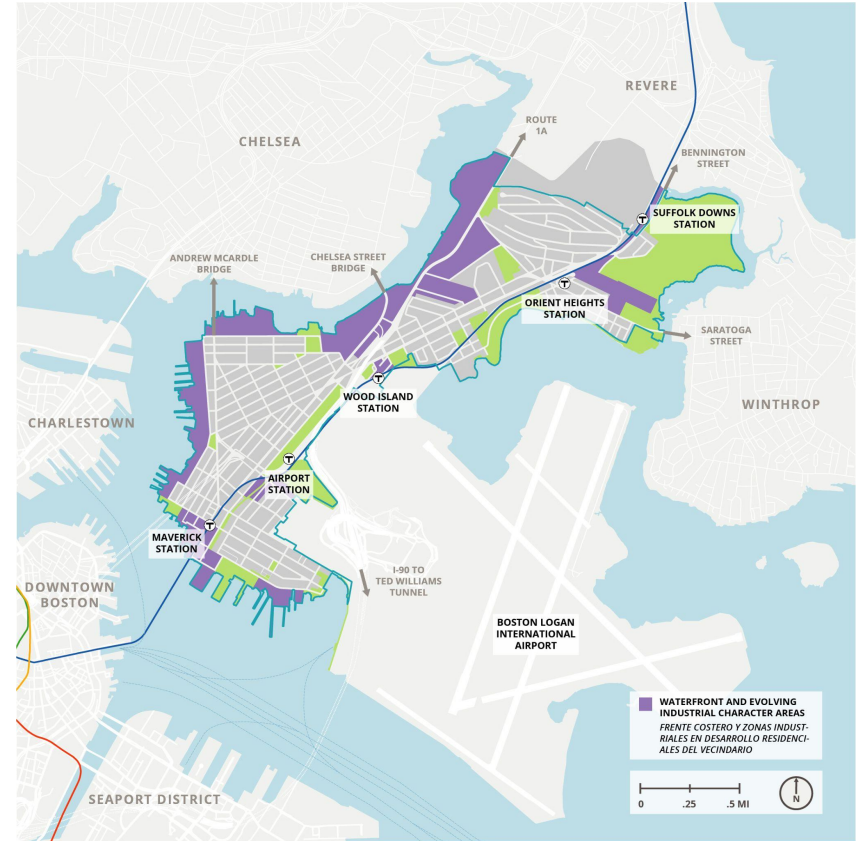 REVERE
ROUTE
1A
CHELSEA
BENNINGTON
STREET
SUFFOLK DOWNS
STATION
ANDREW MCARDLE
BRIDGE
CHELSEA STREET
BRIDGE
ORIENT HEIGHTS
STATION
SARATOGA
STREET
WOOD ISLAND
STATION
WINTHROP
CHARLESTOWN
AIRPORT
STATION
MAVERICK
STATION
I-90 TO
TED WILLIAMS
TUNNEL
DOWNTOWN
BOSTON
BOSTON LOGAN
INTERNATIONAL
AIRPORT
WATERFRONT AND EVOLVING
INDUSTRIAL CHARACTER AREAS
FRENTE COSTERO Y ZONAS INDUST-
RIALES EN DESARROLLO RESIDENCI-
ALES DEL VECINDARIO
SEAPORT DISTRICT
0 .25 .5 MI
N
T
T
T
T
T